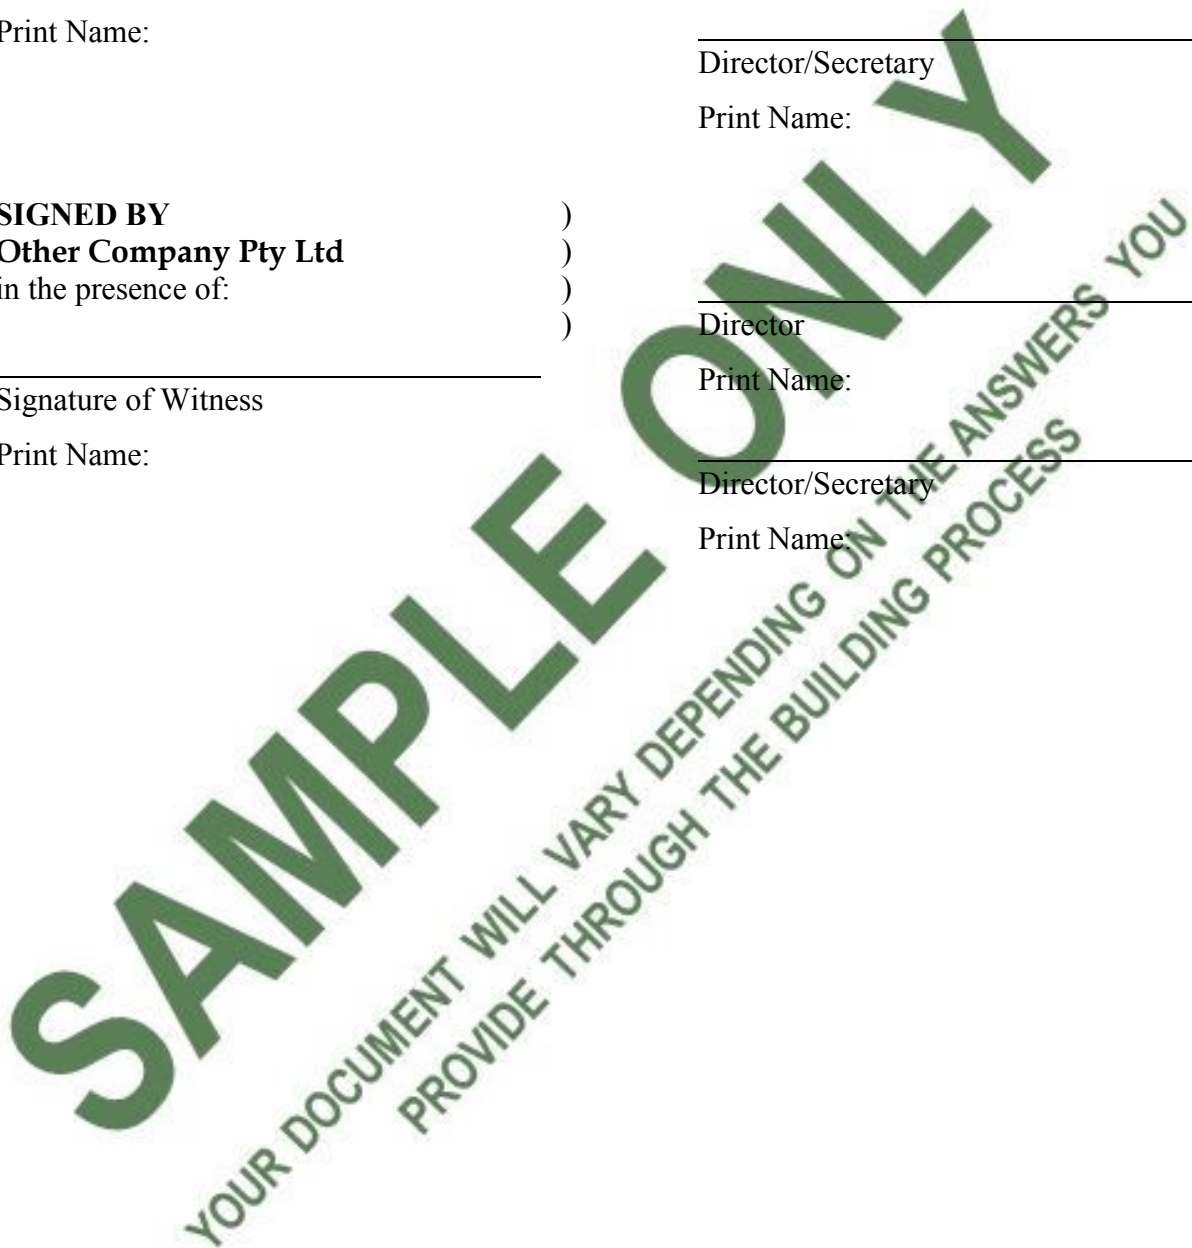 Print Name:
Director/Secretary
Print Name:
SIGNED BY )
Other Company Pty Ltd )
in the presence of: )
)
Signature of Witness
Print Name:
Director
Print Name:
Director/Secretary
Print Name:
SAMPLE ONLY
YOUR DOCUMENT WILL VARY DEPENDING ON THE ANSWERS YOU
PROVIDE THROUGH THE BUILDING PROCESS